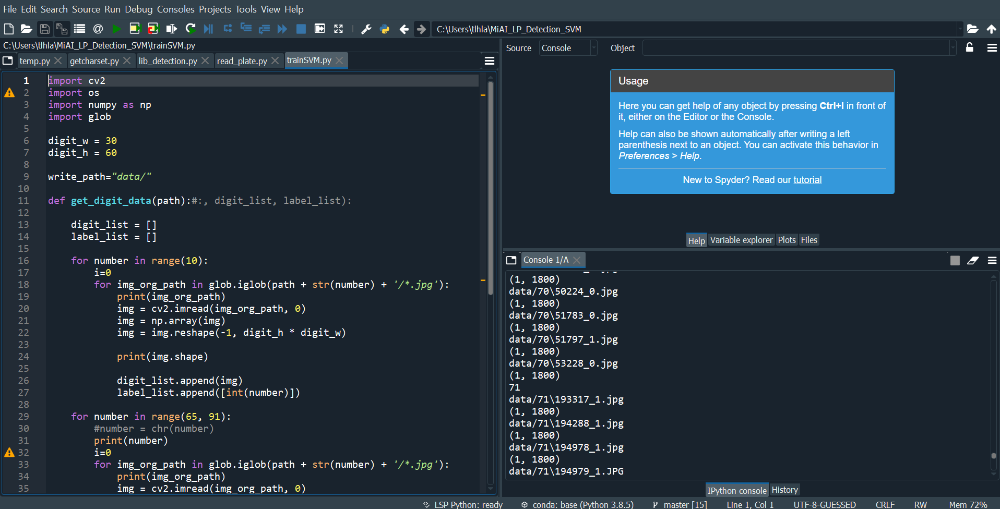 File Edit Search Source Run Debug Consoles Projects Tools View Help
C:\Users\tlhla\MiAI_LP_Detection_SVM
C:\Users\tlhla\MiAI_LP_Detection_SVM\trainSVM.py
temp.py getcharset.py lib_detection.py read_plate.py trainSVM.py
1 import cv2
2 import os
3 import numpy as np
4 import glob
5
6 digit_w = 30
7 digit_h = 60
8
9 write_path="data/"
10
11 def get_digit_data(path):#:, digit_list, label_list):
12
13 digit_list = []
14 label_list = []
15
16 for number in range(10):
17 i=0
18 for img_org_path in glob.iglob(path + str(number) + '/*.jpg'):
19 print(img_org_path)
20 img = cv2.imread(img_org_path, 0)
21 img = np.array(img)
22 img = img.reshape(-1, digit_h * digit_w)
23
24 print(img.shape)
25
26 digit_list.append(img)
27 label_list.append([int(number)])
28
29 for number in range(65, 91):
30 #number = chr(number)
31 print(number)
32 i=0
33 for img_org_path in glob.iglob(path + str(number) + '/*.jpg'):
34 print(img_org_path)
35 img = cv2.imread(img_org_path, 0)
Source Console Object
Usage
Here you can get help of any object by pressing Ctrl+I in front of
it, either on the Editor or the Console.
Help can also be shown automatically after writing a left
parenthesis next to an object. You can activate this behavior in
Preferences > Help.
New to Spyder? Read our tutorial
Help Variable explorer Plots Files
Console 1/A
(1, 1800)
data/70\50224_0.jpg
(1, 1800)
data/70\51783_0.jpg
(1, 1800)
data/70\51797_1.jpg
(1, 1800)
data/70\53228_0.jpg
(1, 1800)
71
data/71\193317_1.jpg
(1, 1800)
data/71\194288_1.jpg
(1, 1800)
data/71\194978_1.jpg
(1, 1800)
data/71\194979_1.JPG
IPython console History
LSP Python: ready conda: base (Python 3.8.5) master [15] Line 1, Col 1 UTF-8-GUESSED CRLF RW Mem 72%